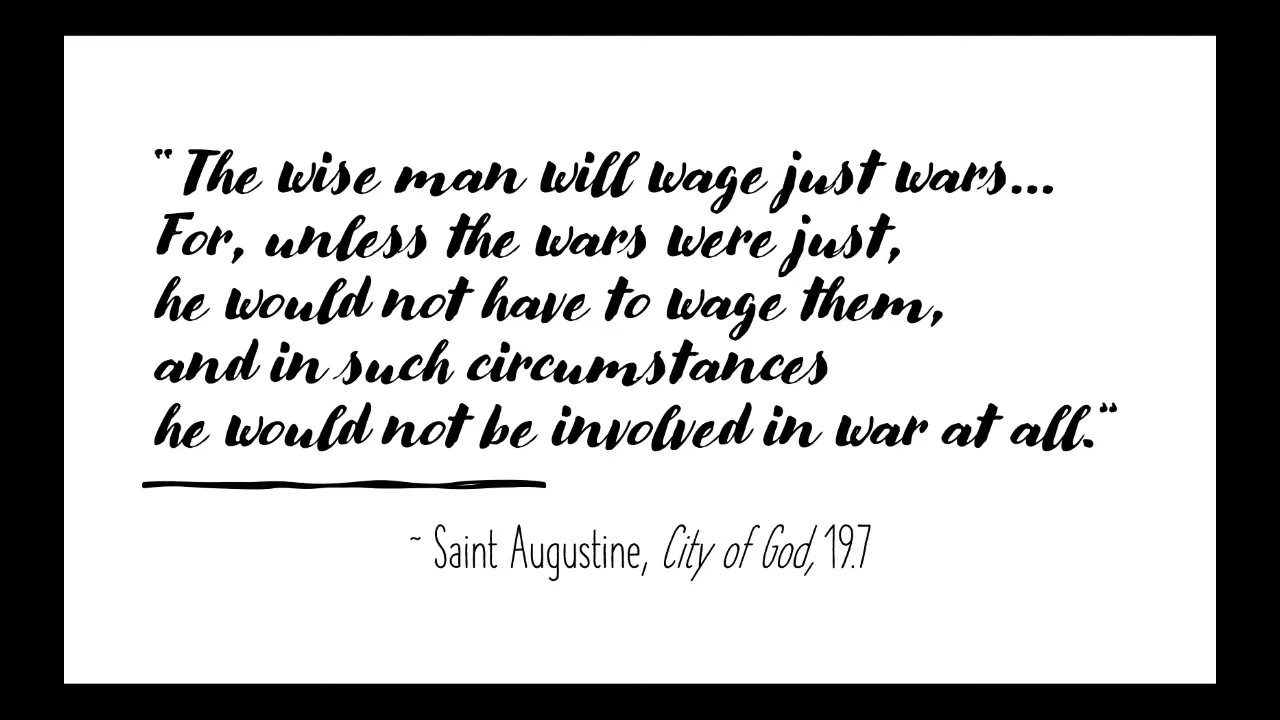 “The wise man will wage just wars...
For, unless the wars were just,
he would not have to wage them,
and in such circumstances
he would not be involved in war at all.”
~ Saint Augustine, City of God, 19.7